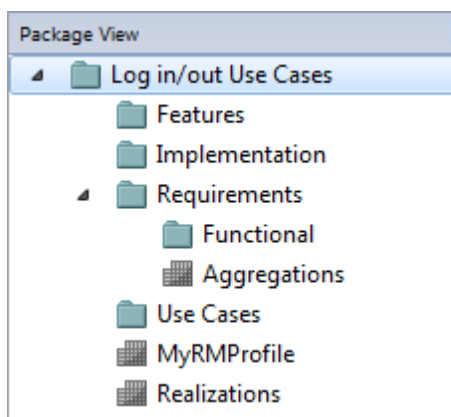 Package View
Log in/out Use Cases
Features
Implementation
Requirements
Functional
Aggregations
Use Cases
MyRMProfile
Realizations